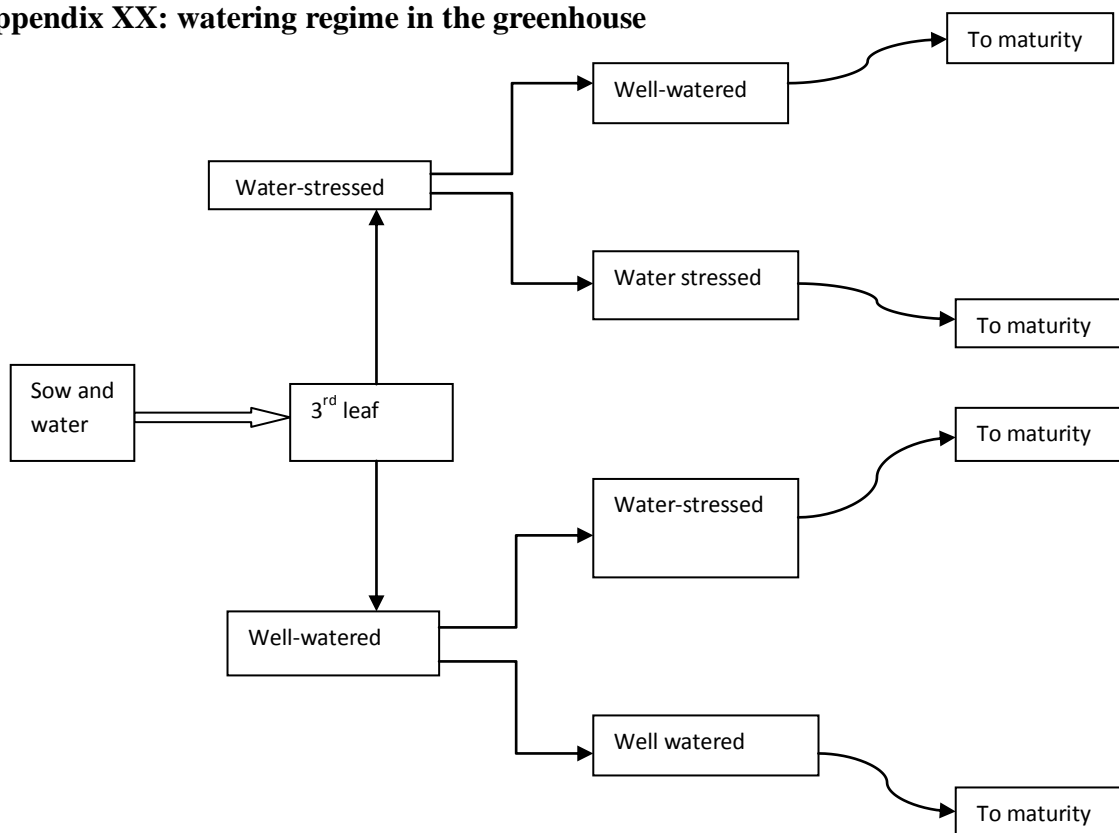 ppendix XX: watering regime in the greenhouse
To maturity
Well-watered
Water-stressed
Water stressed
To maturity
Sow and
water
3rd leaf
To maturity
Water-stressed
Well-watered
Well watered
To maturity